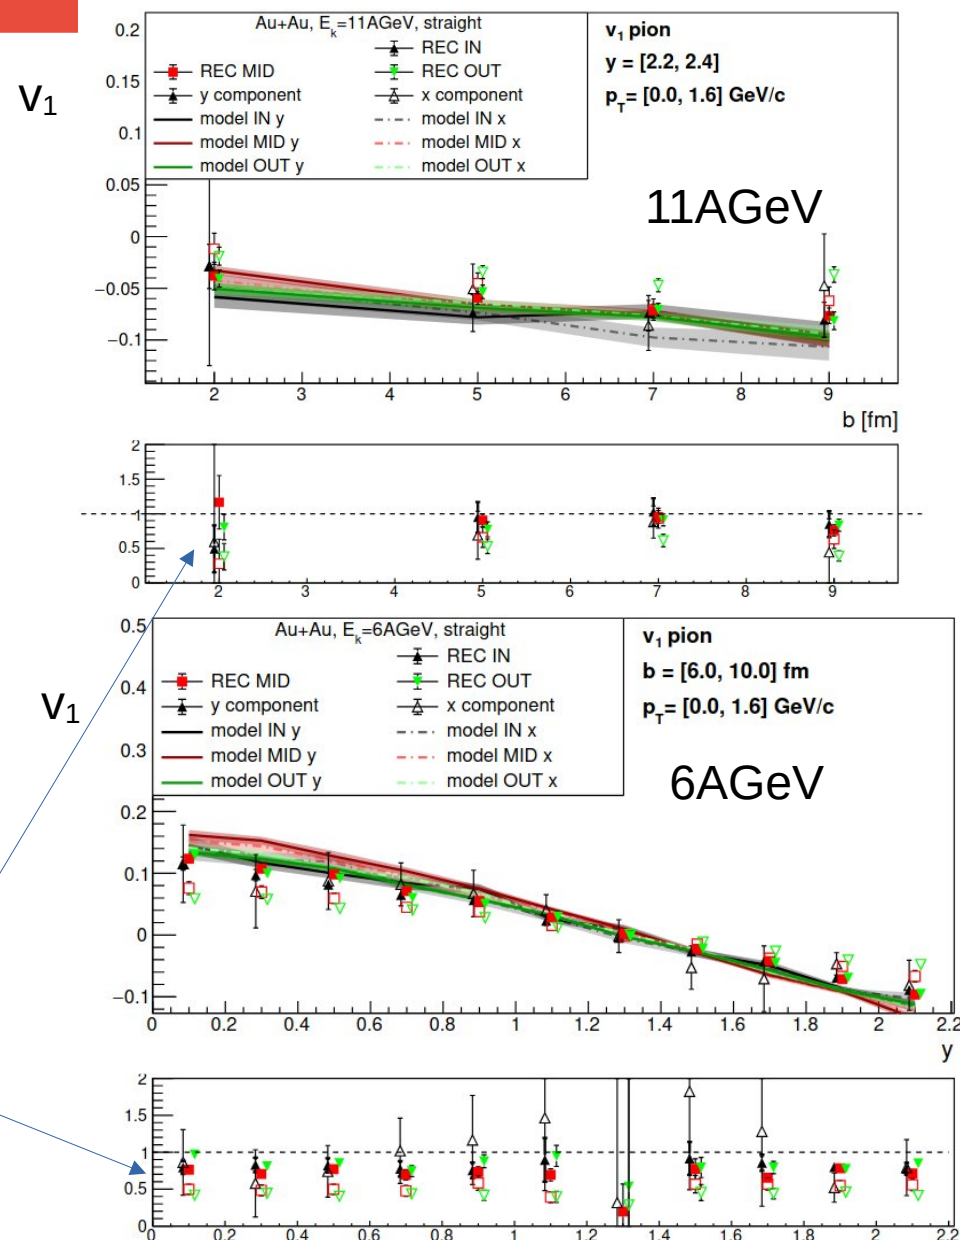 v1
0.2
0.15
0.1
0.05
0
−0.05
−0.1
Au+Au, Ek=11AGeV, straight
REC IN
REC MID
REC OUT
y component
x component
model IN y
model IN x
model MID y
model MID x
model OUT y
model OUT x
v1 pion
y = [2.2, 2.4]
pT= [0.0, 1.6] GeV/c
11AGeV
2 3 4 5 6 7 8 9
b [fm]
2
1.5
1
0.5
0
2 3 4 5 6 7 8 9
v1
0.5
0.4
0.3
0.2
0.1
0
−0.1
Au+Au, Ek=6AGeV, straight
REC IN
REC MID
REC OUT
y component
x component
model IN y
model IN x
model MID y
model MID x
model OUT y
model OUT x
v1 pion
b = [6.0, 10.0] fm
pT= [0.0, 1.6] GeV/c
6AGeV
0 0.2 0.4 0.6 0.8 1 1.2 1.4 1.6 1.8 2 2.2
y
2
1.5
1
0.5
0
0 0.2 0.4 0.6 0.8 1 1.2 1.4 1.6 1.8 2 2.2